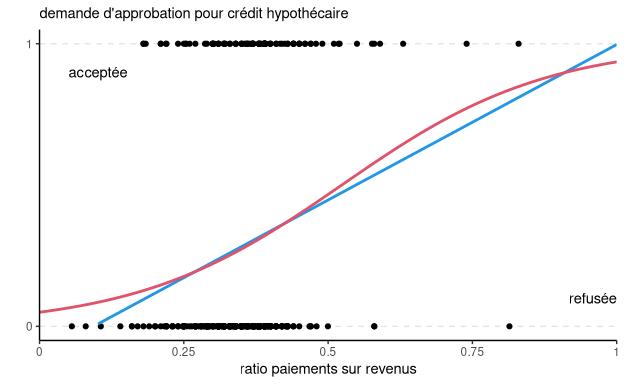 demande d'approbation pour crédit hypothécaire
1
acceptée
refusée
0
0
0.25
0.5
0.75
1
ratio paiements sur revenus